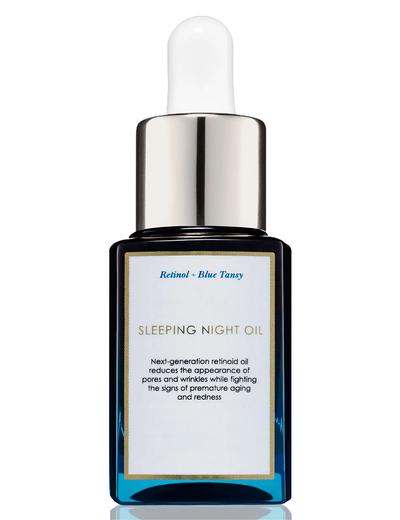 Retinol + Blue Tansy
SLEEPING NIGHT OIL
Next-generation retinoid oil
reduces the appearance of
pores and wrinkles while fighting
the signs of premature aging
and redness